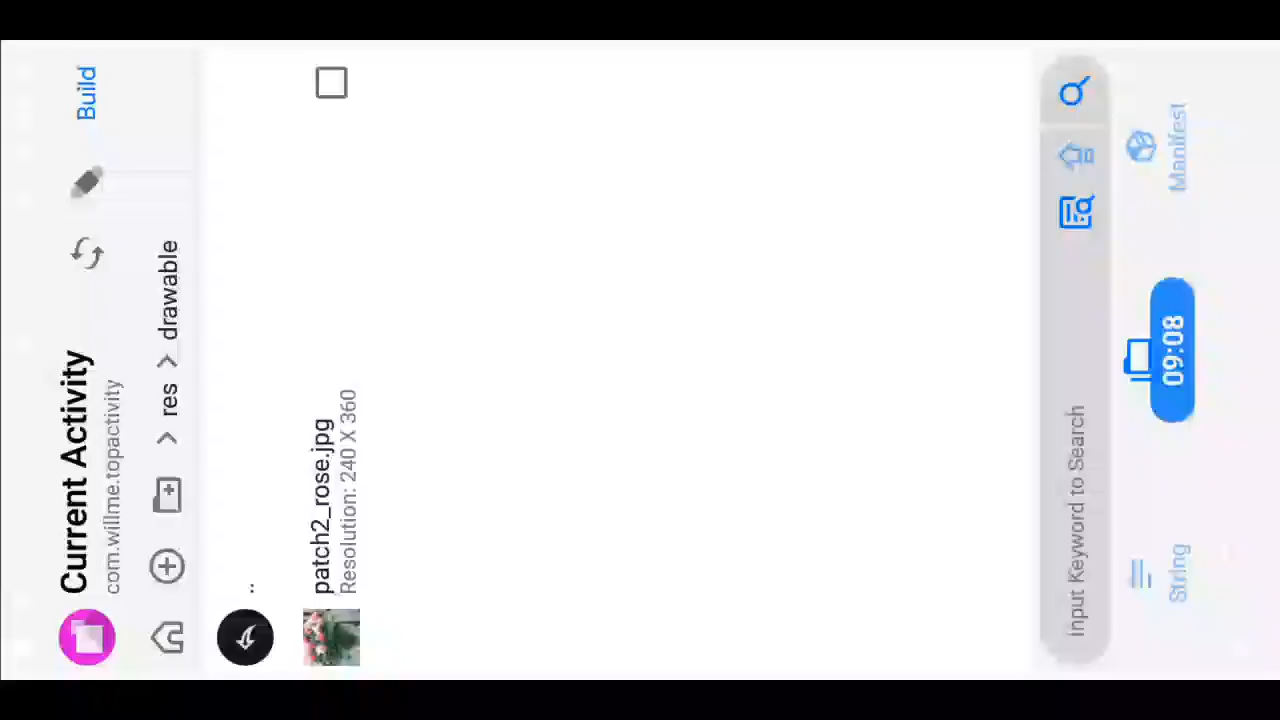 Current Activity
com.willme.topactivity
Build
res
drawable
..
patch2_rose.jpg
Resolution: 240 X 360
Input Keyword to Search
String
09:08
Manifest